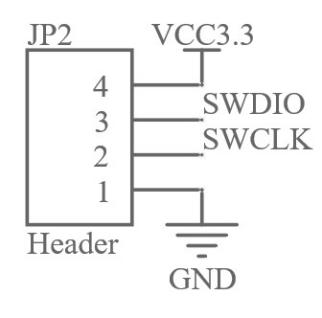 JP2
VCC3.3
4
3
SWDIO
2
SWCLK
1
Header
GND